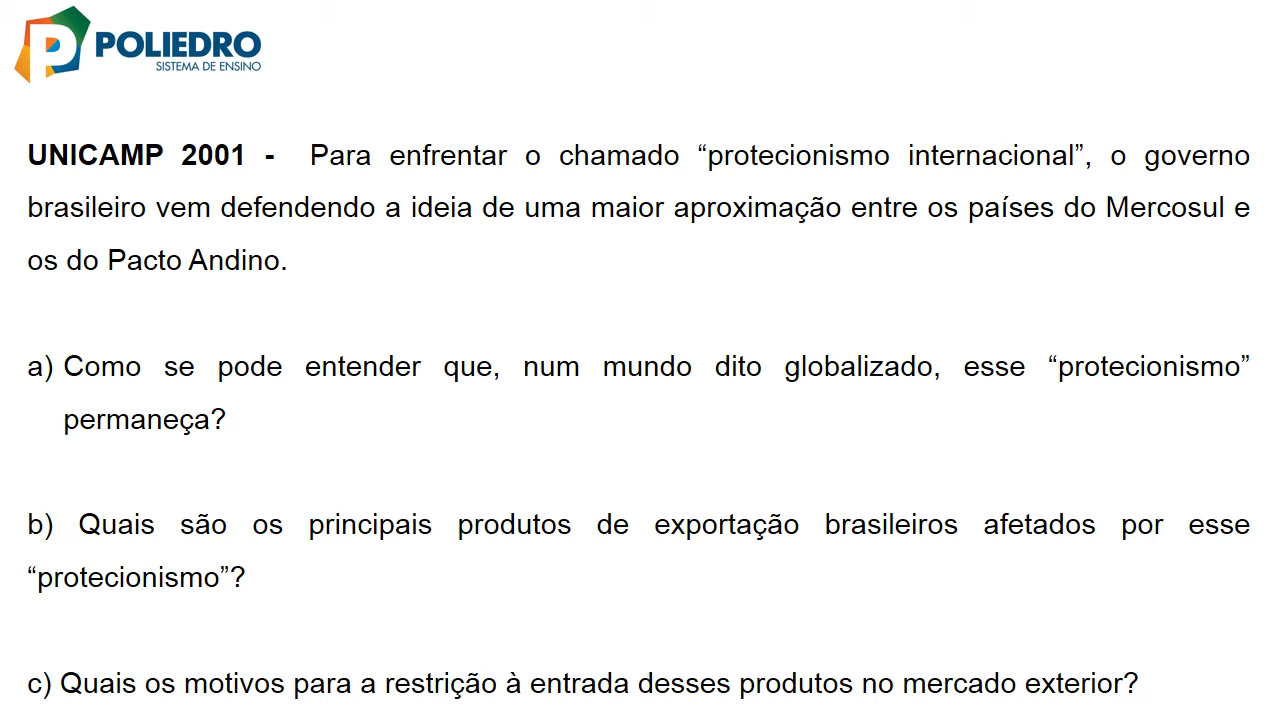 POLIEDRO
SISTEMA DE ENSINO
UNICAMP 2001 - Para enfrentar o chamado “protecionismo internacional”, o governo
brasileiro vem defendendo a ideia de uma maior aproximação entre os países do Mercosul e
os do Pacto Andino.
a) Como se pode entender que, num mundo dito globalizado, esse “protecionismo”
permaneça?
b) Quais são os principais produtos de exportação brasileiros afetados por esse
“protecionismo”?
c) Quais os motivos para a restrição à entrada desses produtos no mercado exterior?